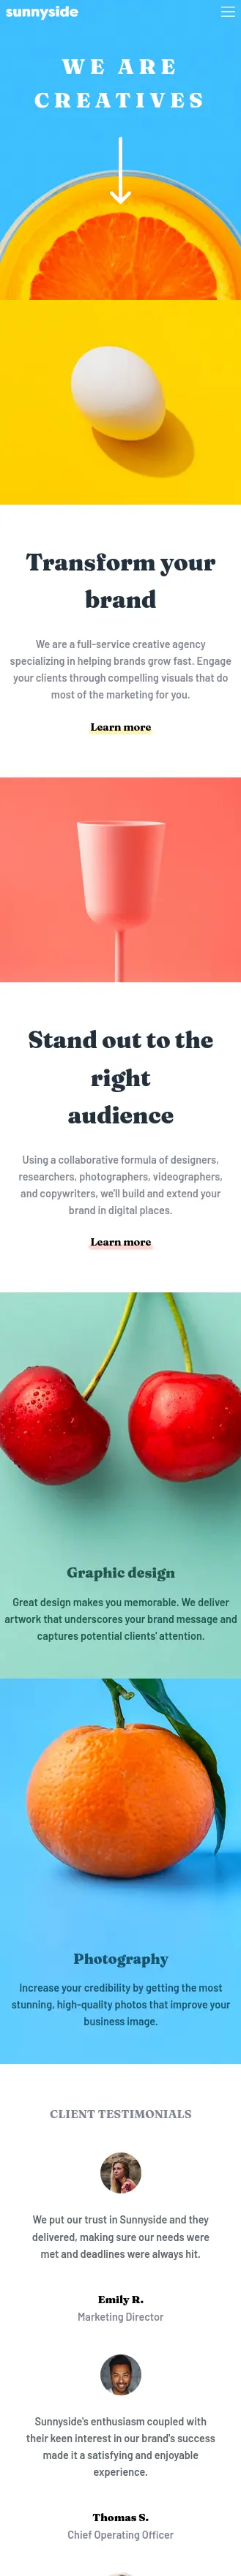 sunnyside
WE ARE
CREATIVES
Transform your
brand
We are a full-service creative agency
specializing in helping brands grow fast. Engage
your clients through compelling visuals that do
most of the marketing for you.
Learn more
Stand out to the
right
audience
Using a collaborative formula of designers,
researchers, photographers, videographers,
and copywriters, we'll build and extend your
brand in digital places.
Learn more
Graphic design
Great design makes you memorable. We deliver
artwork that underscores your brand message and
captures potential clients' attention.
Photography
Increase your credibility by getting the most
stunning, high-quality photos that improve your
business image.
CLIENT TESTIMONIALS
We put our trust in Sunnyside and they
delivered, making sure our needs were
met and deadlines were always hit.
Emily R.
Marketing Director
Sunnyside's enthusiasm coupled with
their keen interest in our brand's success
made it a satisfying and enjoyable
experience.
Thomas S.
Chief Operating Officer